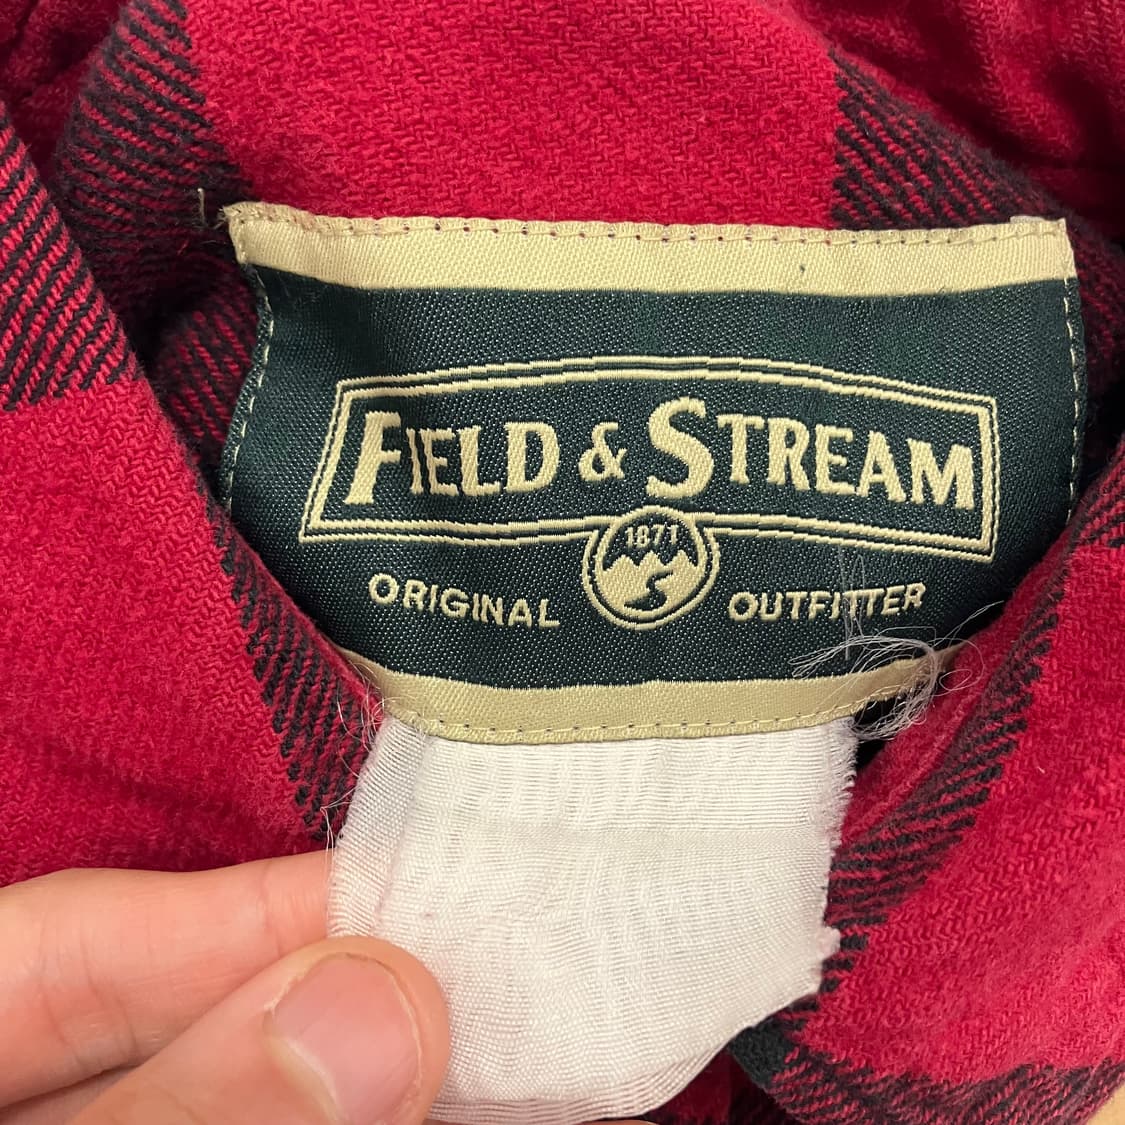 FIELD & STREAM
1871
ORIGINAL OUTFITTER